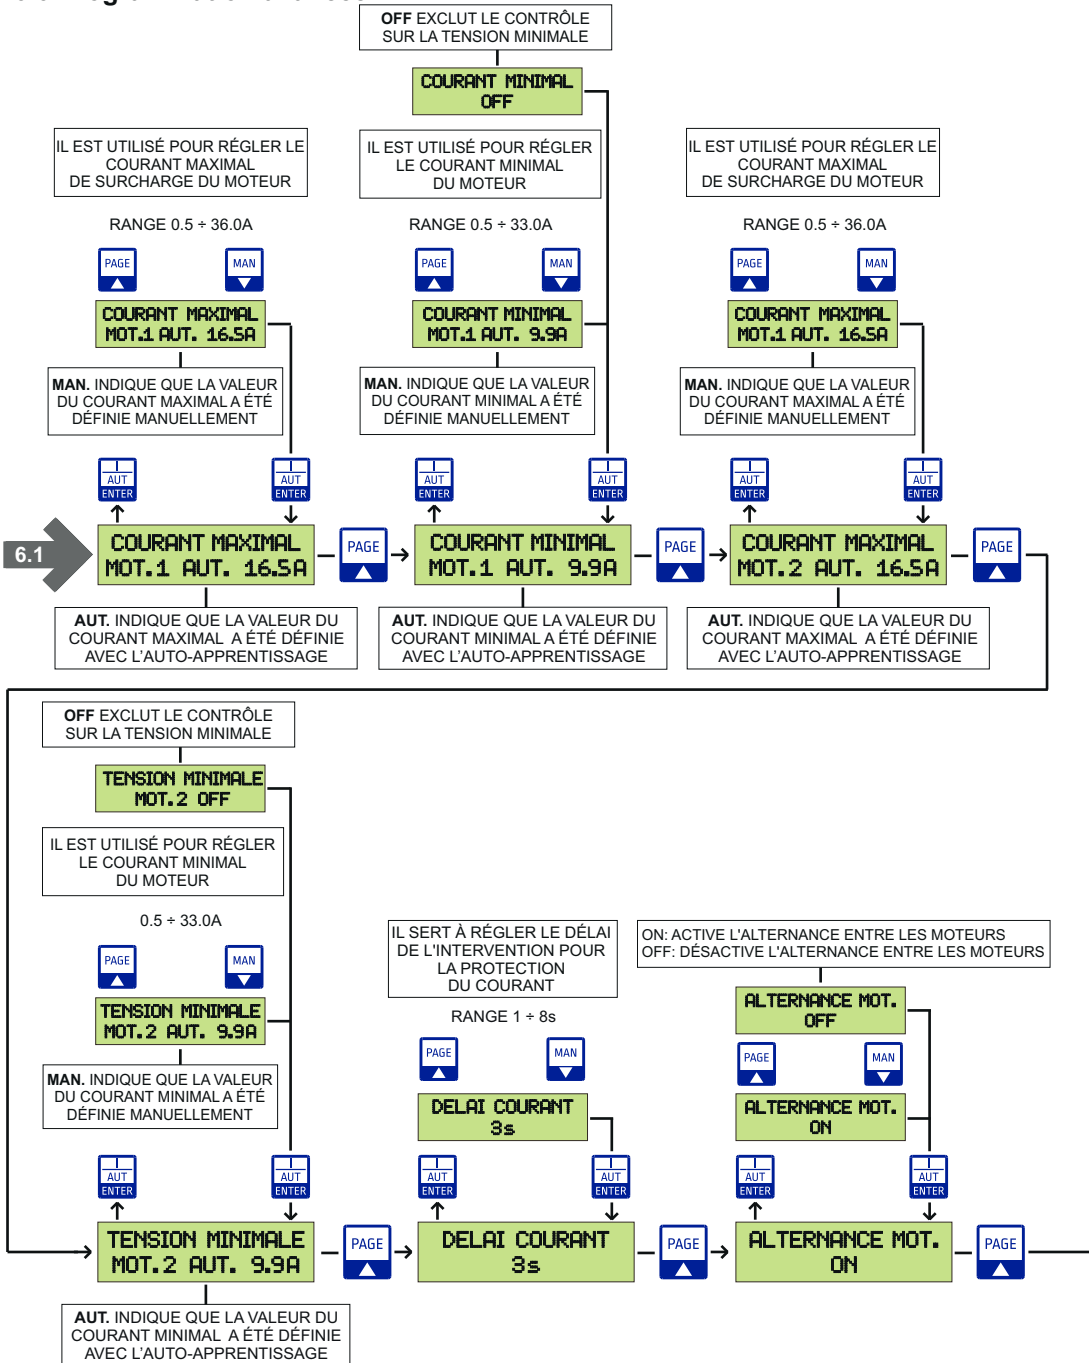 OFF EXCLUT LE CONTRÔLE
SUR LA TENSION MINIMALE
COURANT MINIMAL
OFF
IL EST UTILISÉ POUR RÉGLER LE
COURANT MAXIMAL
DE SURCHARGE DU MOTEUR
IL EST UTILISÉ POUR RÉGLER
LE COURANT MINIMAL
DU MOTEUR
IL EST UTILISÉ POUR RÉGLER LE
COURANT MAXIMAL
DE SURCHARGE DU MOTEUR
RANGE 0.5 ÷ 36.0A
RANGE 0.5 ÷ 33.0A
RANGE 0.5 ÷ 36.0A
PAGE
MAN
PAGE
MAN
PAGE
MAN
COURANT MAXIMAL
MOT.1 AUT. 16.5A
COURANT MINIMAL
MOT.1 AUT. 9.9A
COURANT MAXIMAL
MOT.1 AUT. 16.5A
MAN. INDIQUE QUE LA VALEUR
DU COURANT MAXIMAL A ÉTÉ
DÉFINIE MANUELLEMENT
MAN. INDIQUE QUE LA VALEUR
DU COURANT MINIMAL A ÉTÉ
DÉFINIE MANUELLEMENT
MAN. INDIQUE QUE LA VALEUR
DU COURANT MAXIMAL A ÉTÉ
DÉFINIE MANUELLEMENT
AUT
ENTER
AUT
ENTER
AUT
ENTER
AUT
ENTER
AUT
ENTER
AUT
ENTER
6.1
COURANT MAXIMAL
MOT.1 AUT. 16.5A
PAGE
COURANT MINIMAL
MOT.1 AUT. 9.9A
PAGE
COURANT MAXIMAL
MOT.2 AUT. 16.5A
PAGE
AUT. INDIQUE QUE LA VALEUR DU
COURANT MAXIMAL A ÉTÉ DÉFINIE
AVEC L'AUTO-APPRENTISSAGE
AUT. INDIQUE QUE LA VALEUR DU
COURANT MINIMAL A ÉTÉ DÉFINIE
AVEC L'AUTO-APPRENTISSAGE
AUT. INDIQUE QUE LA VALEUR DU
COURANT MAXIMAL A ÉTÉ DÉFINIE
AVEC L'AUTO-APPRENTISSAGE
OFF EXCLUT LE CONTRÔLE
SUR LA TENSION MINIMALE
TENSION MINIMALE
MOT.2 OFF
IL EST UTILISÉ POUR RÉGLER
LE COURANT MINIMAL
DU MOTEUR
0.5 ÷ 33.0A
PAGE
MAN
TENSION MINIMALE
MOT.2 AUT. 9.9A
MAN. INDIQUE QUE LA VALEUR
DU COURANT MINIMAL A ÉTÉ
DÉFINIE MANUELLEMENT
IL SERT À RÉGLER LE DÉLAI
DE L'INTERVENTION POUR
LA PROTECTION
DU COURANT
RANGE 1 ÷ 8s
PAGE
MAN
DELAI COURANT
3s
ON: ACTIVE L'ALTERNANCE ENTRE LES MOTEURS
OFF: DÉSACTIVE L'ALTERNANCE ENTRE LES MOTEURS
ALTERNANCE MOT.
OFF
PAGE
MAN
ALTERNANCE MOT.
ON
AUT
ENTER
AUT
ENTER
AUT
ENTER
AUT
ENTER
AUT
ENTER
AUT
ENTER
TENSION MINIMALE
MOT.2 AUT. 9.9A
PAGE
DELAI COURANT
3s
PAGE
ALTERNANCE MOT.
ON
PAGE
AUT. INDIQUE QUE LA VALEUR DU
COURANT MINIMAL A ÉTÉ DÉFINIE
AVEC L'AUTO-APPRENTISSAGE